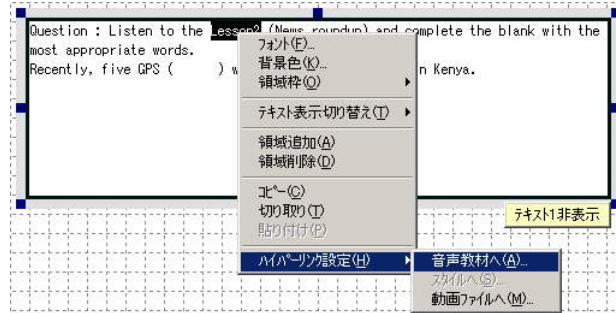 Question : Listen to the Lesson2 (News roundup) and complete the blank with the
most appropriate words.
Recently, five GPS (      ) w
n Kenya.
フォント(F)...
背景色(K)...
領域枠(O)
テキスト表示切り替え(T)
領域追加(A)
領域削除(D)
コピー(C)
切り取り(T)
貼り付け(P)
ハイパーリンク設定(H)
テキスト1非表示
音声教材へ(A)...
スタイルへ(S)...
動画ファイルへ(M)...